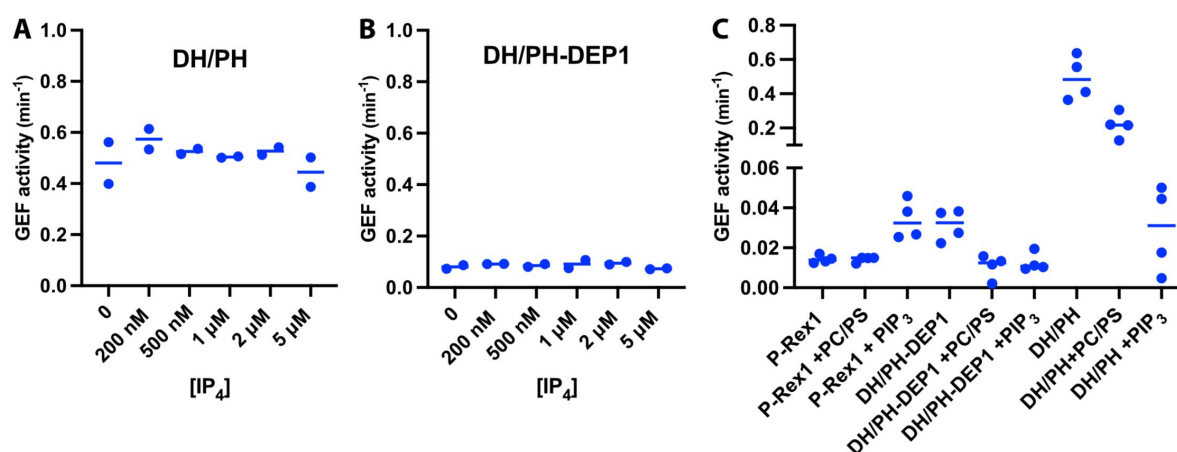 A
DH/PH
GEF activity (min⁻¹)
1.0
0.8
0.6
0.4
0.2
0.0
0
200 nM
500 nM
1 µM
2 µM
5 µM
[IP₄]
B
DH/PH-DEP1
GEF activity (min⁻¹)
1.0
0.8
0.6
0.4
0.2
0.0
0
200 nM
500 nM
1 µM
2 µM
5 µM
[IP₄]
C
GEF activity (min⁻¹)
0.8
0.6
0.4
0.2
0.06
0.04
0.02
0.00
P-Rex1
P-Rex1 +PC/PS
P-Rex1 + PIP₃
DH/PH-DEP1
DH/PH-DEP1 +PC/PS
DH/PH-DEP1 +PIP₃
DH/PH
DH/PH+PC/PS
DH/PH +PIP₃